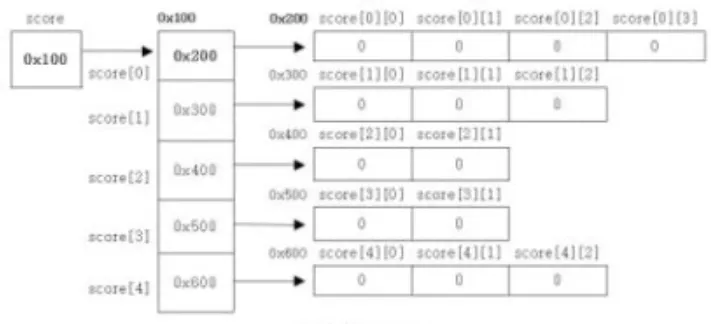 score 0x100 0x200 score[0][0] score[0][1] score[0][2] score[0][3]
0x100 0x200 0 0 0 0
score[0] 0x300 score[1][0] score[1][1] score[1][2]
score[1] 0x300 0 0 0
0x400 score[2][0] score[2][1]
score[2] 0x400 0 0
0x500 score[3][0] score[3][1]
score[3] 0x500 0 0
0x600 score[4][0] score[4][1] score[4][2]
score[4] 0x600 0 0 0